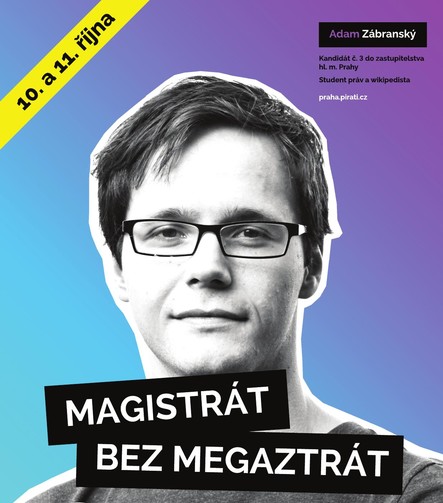 10. a 11. října
Adam Zábranský
Kandidát č. 3 do zastupitelstva
hl. m. Prahy
Student práv a wikipedista
praha.pirati.cz
MAGISTRÁT
BEZ MEGAZTRÁT